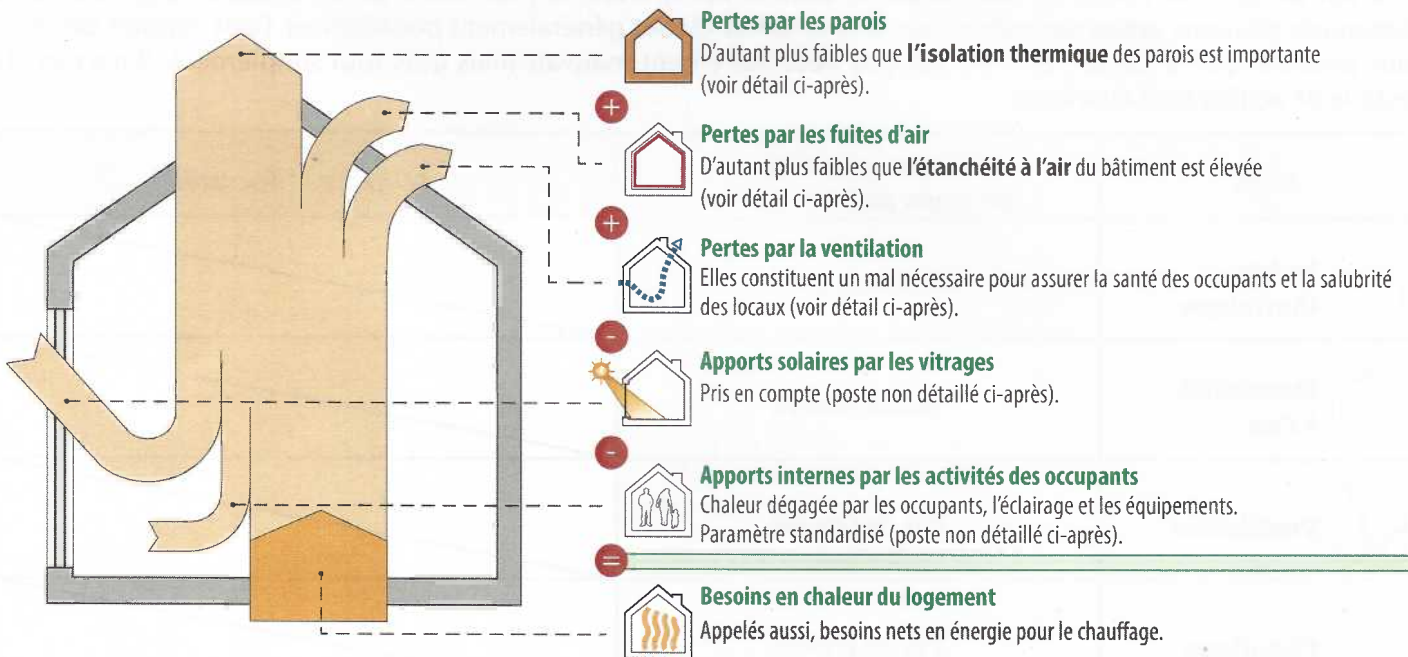 Pertes par les parois
D'autant plus faibles que l'isolation thermique des parois est importante
(voir détail ci-après).
+
Pertes par les fuites d'air
D'autant plus faibles que l'étanchéité à l'air du bâtiment est élevée
(voir détail ci-après).
+
Pertes par la ventilation
Elles constituent un mal nécessaire pour assurer la santé des occupants et la salubrité
des locaux (voir détail ci-après).
-
Apports solaires par les vitrages
Pris en compte (poste non détaillé ci-après).
-
Apports internes par les activités des occupants
Chaleur dégagée par les occupants, l'éclairage et les équipements.
Paramètre standardisé (poste non détaillé ci-après).
=
Besoins en chaleur du logement
Appelés aussi, besoins nets en énergie pour le chauffage.